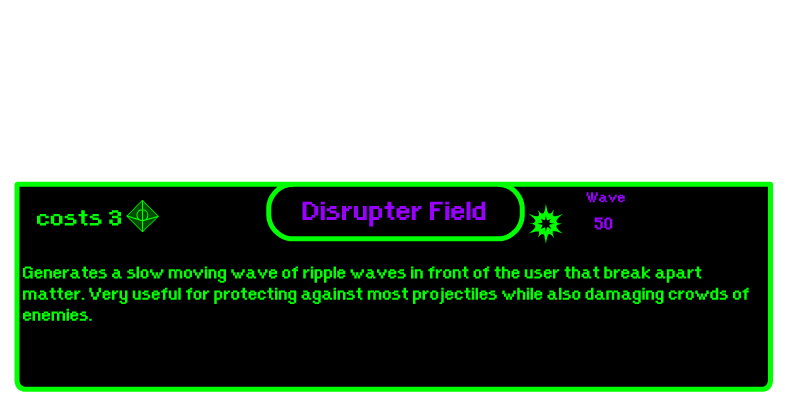 Disrupter Field
costs 3
Wave
50
Generates a slow moving wave of ripple waves in front of the user that break apart
matter. Very useful for protecting against most projectiles while also damaging crowds of
enemies.